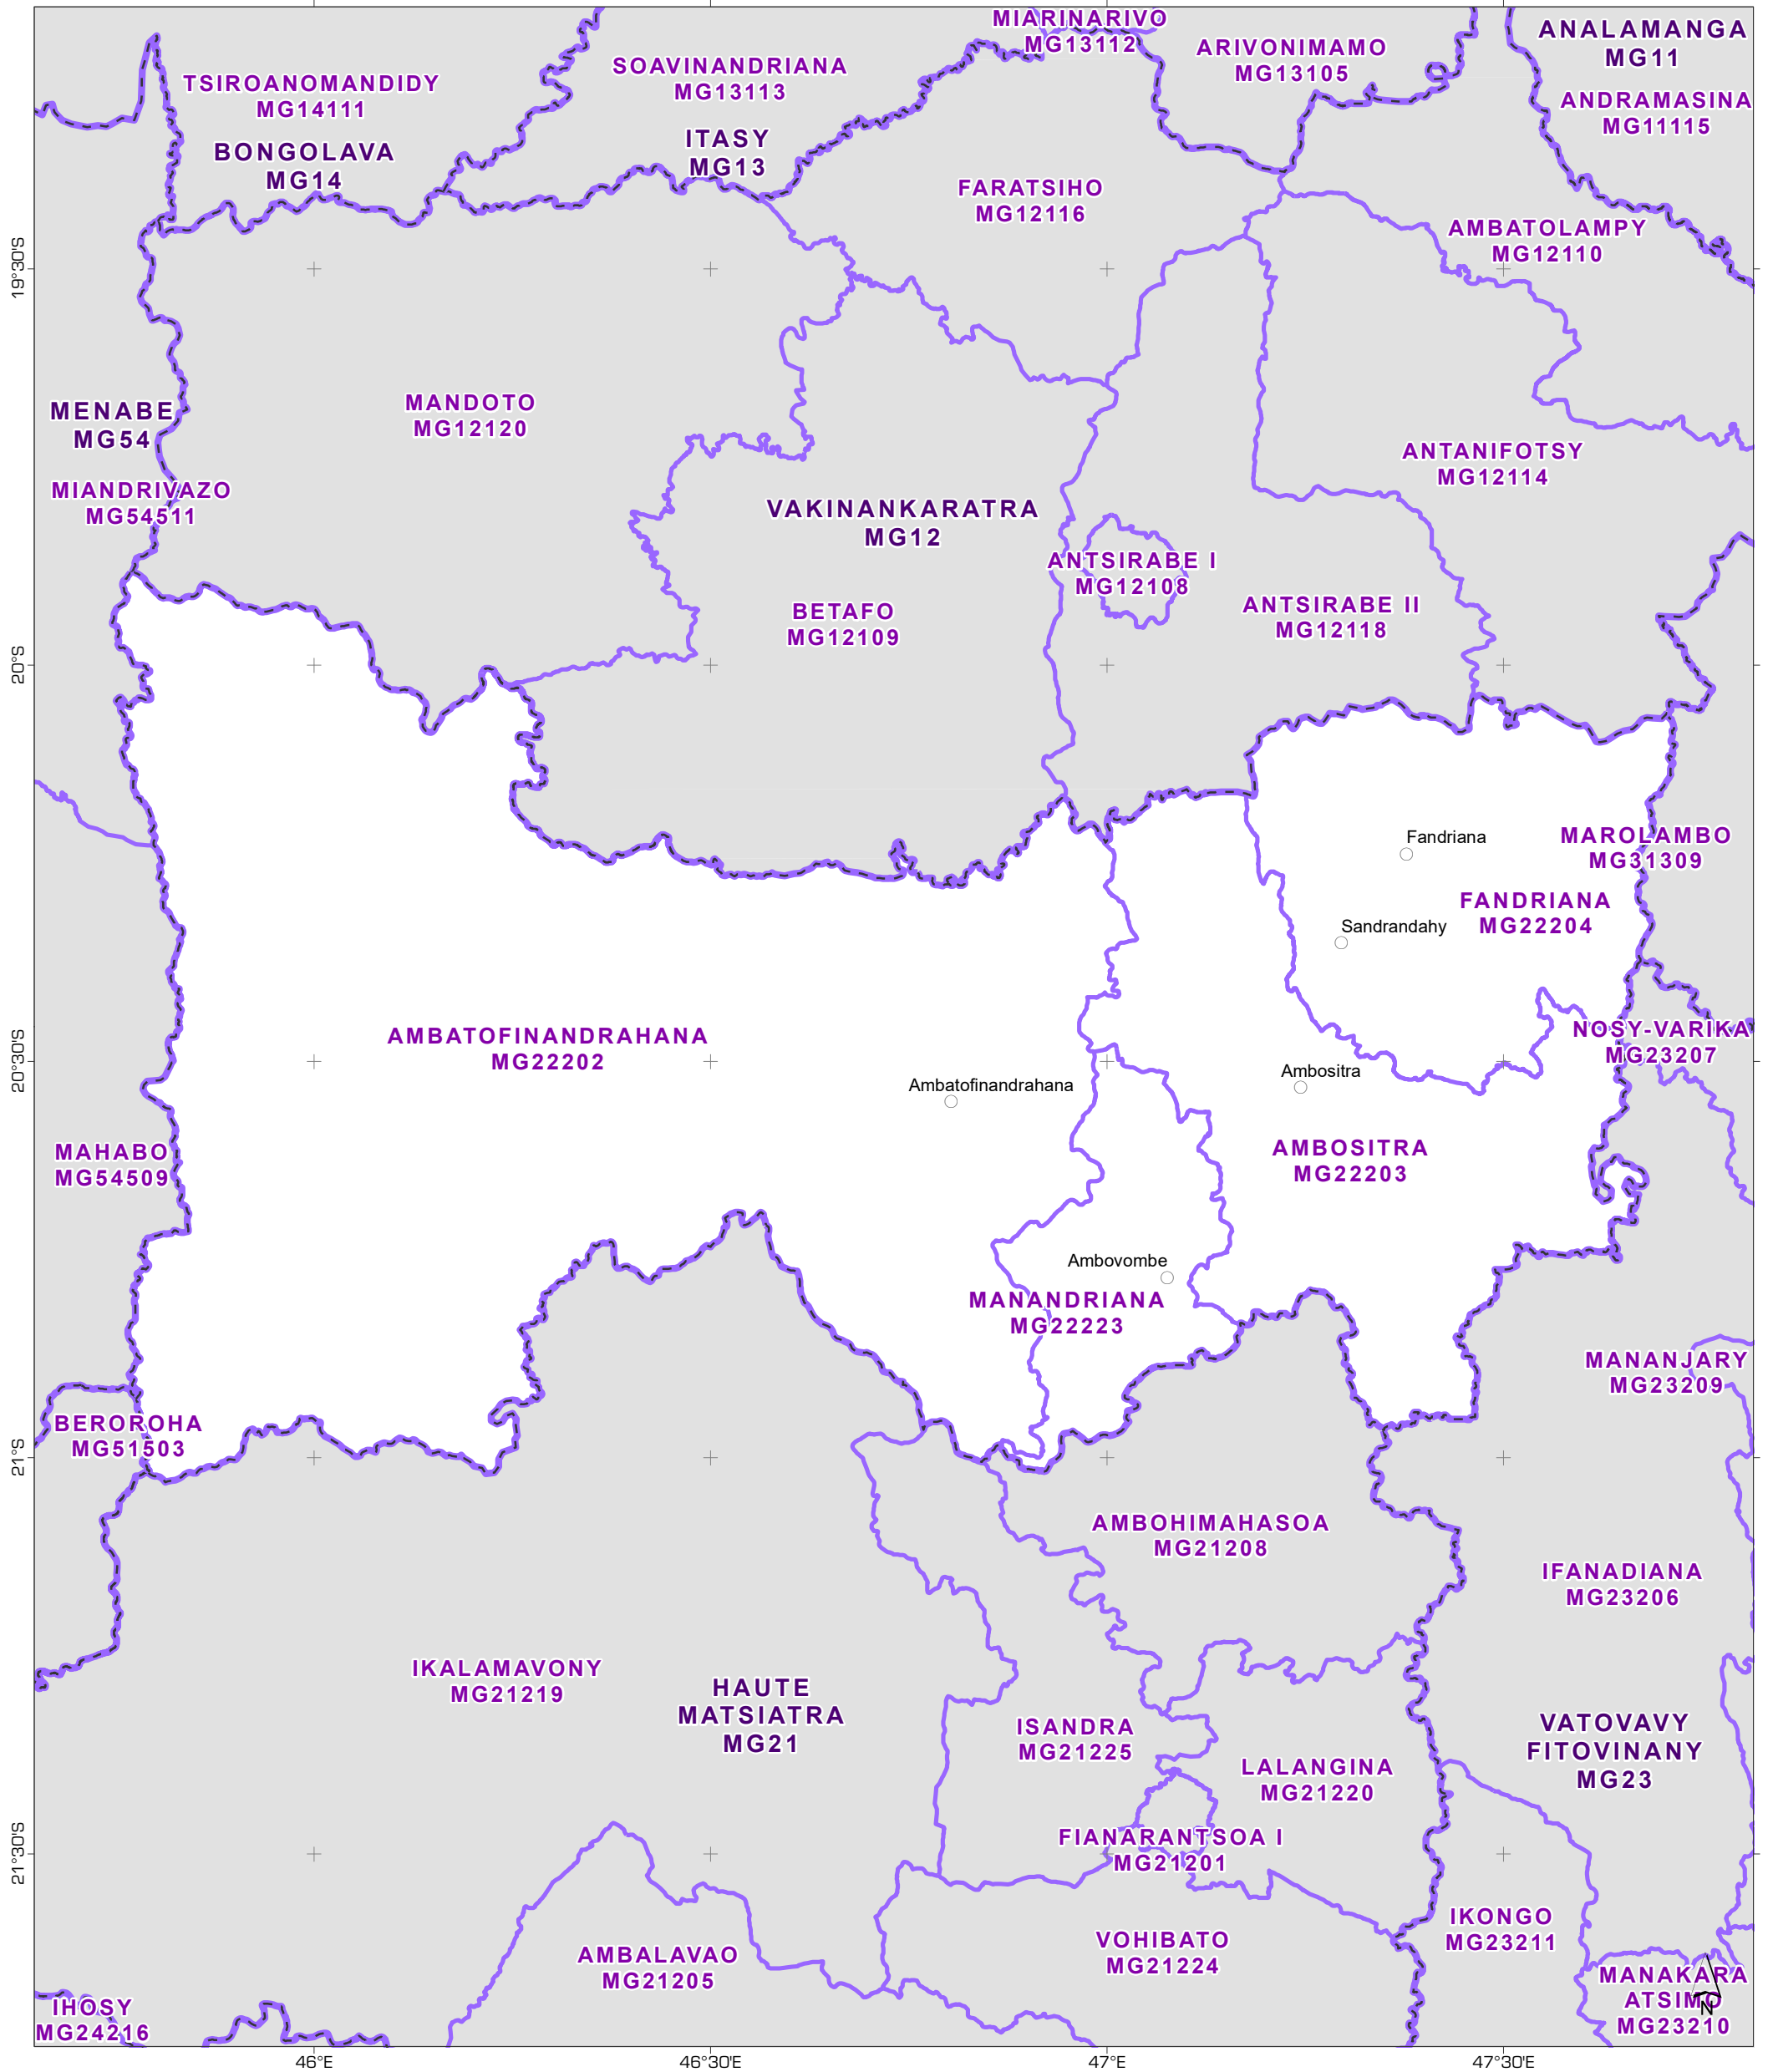 MIARINARIVO
MG13112
ANALAMANGA
MG11
ARIVONIMAMO
MG13105
SOAVINANDRIANA
MG13113
TSIROANOMANDIDY
MG14111
ANDRAMASINA
MG11115
ITASY
MG13
BONGOLAVA
MG14
FARATSIHO
MG12116
AMBATOLAMPY
MG12110
19°30'S
MANDOTO
MG12120
MENABE
MG54
ANTANIFOTSY
MG12114
MIANDRIVAZO
MG54511
VAKINANKARATRA
MG12
ANTSIRABE I
MG12108
BETAFO
MG12109
ANTSIRABE II
MG12118
20°S
Fandriana
MAROLAMBO
MG31309
FANDRIANA
MG22204
Sandrandahy
AMBATOFINANDRAHANA
MG22202
NOSY-VARIKA
MG23207
20°30'S
Ambositra
Ambatofinandrahana
MAHABO
MG54509
AMBOSITRA
MG22203
Ambovombe
MANANDRIANA
MG22223
MANANJARY
MG23209
BEROROHA
MG51503
21°S
AMBOHIMAHASOA
MG21208
IFANADIANA
MG23206
IKALAMAVONY
MG21219
HAUTE
MATSIATRA
MG21
ISANDRA
MG21225
VATOVAVY
FITOVINANY
MG23
LALANGINA
MG21220
FIANARANTSOA I
MG21201
21°30'S
IKONGO
MG23211
VOHIBATO
MG21224
AMBALAVAO
MG21205
MANAKARA
ATSIMO
MG23210
N
IHOSY
MG24216
46°E
46°30'E
47°E
47°30'E